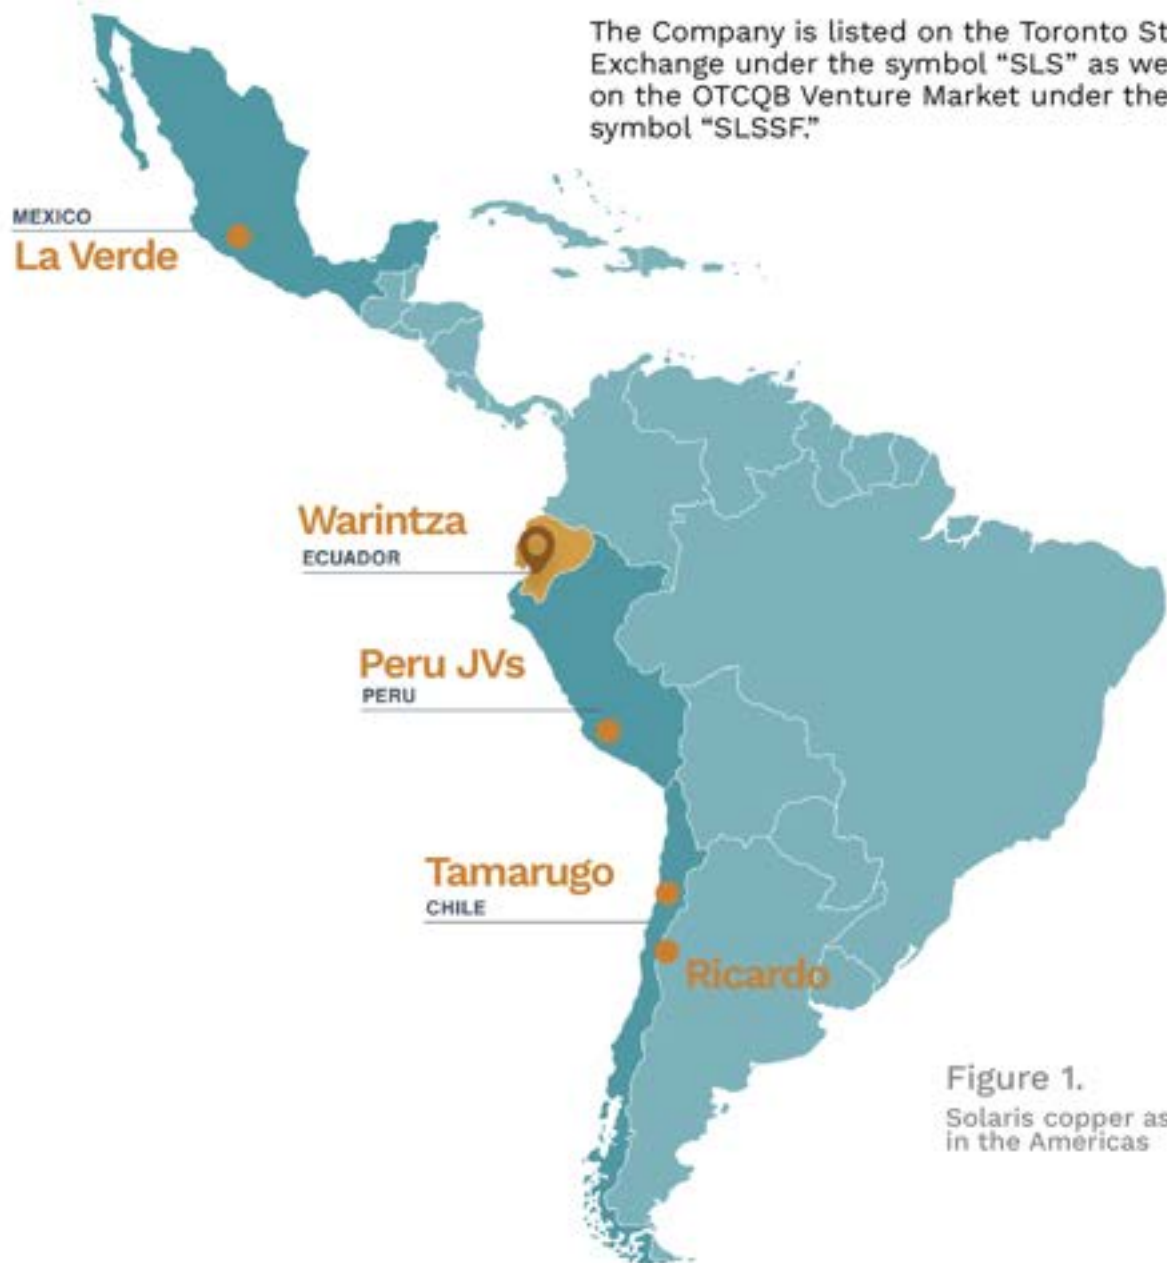 The Company is listed on the Toronto St
Exchange under the symbol “SLS” as we
on the OTCQB Venture Market under the
symbol “SLSSF.”
MEXICO
La Verde
Warintza
ECUADOR
Peru JVs
PERU
Tamarugo
CHILE
Ricardo
Figure 1.
Solaris copper as
in the Americas